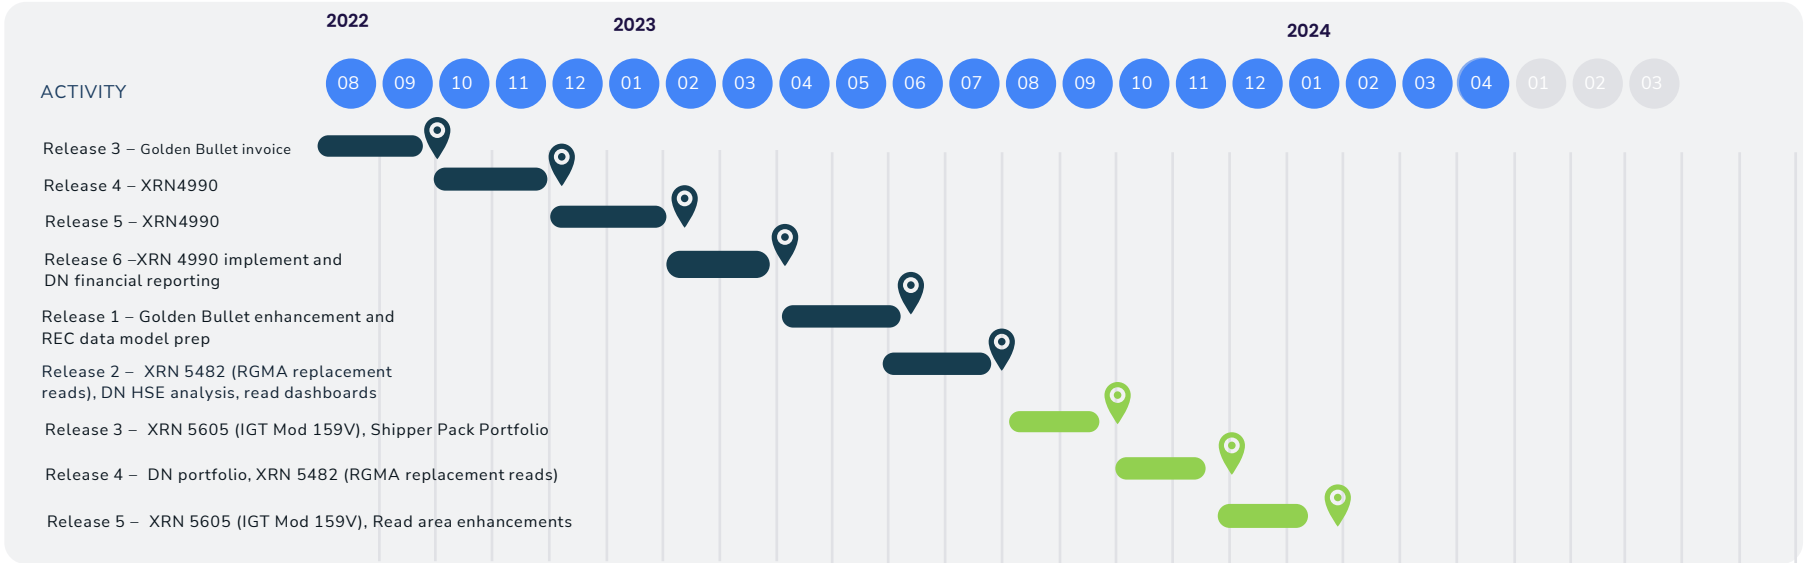 2022
2023
2024
ACTIVITY
08 09 10 11 12 01 02 03 04 05 06 07 08 09 10 11 12 01 02 03 04 01 02 03
Release 3 – Golden Bullet invoice
Release 4 – XRN4990
Release 5 – XRN4990
Release 6 –XRN 4990 implement and
DN financial reporting
Release 1 – Golden Bullet enhancement and
REC data model prep
Release 2 – XRN 5482 (RGMA replacement
reads), DN HSE analysis, read dashboards
Release 3 – XRN 5605 (IGT Mod 159V), Shipper Pack Portfolio
Release 4 – DN portfolio, XRN 5482 (RGMA replacement reads)
Release 5 – XRN 5605 (IGT Mod 159V), Read area enhancements